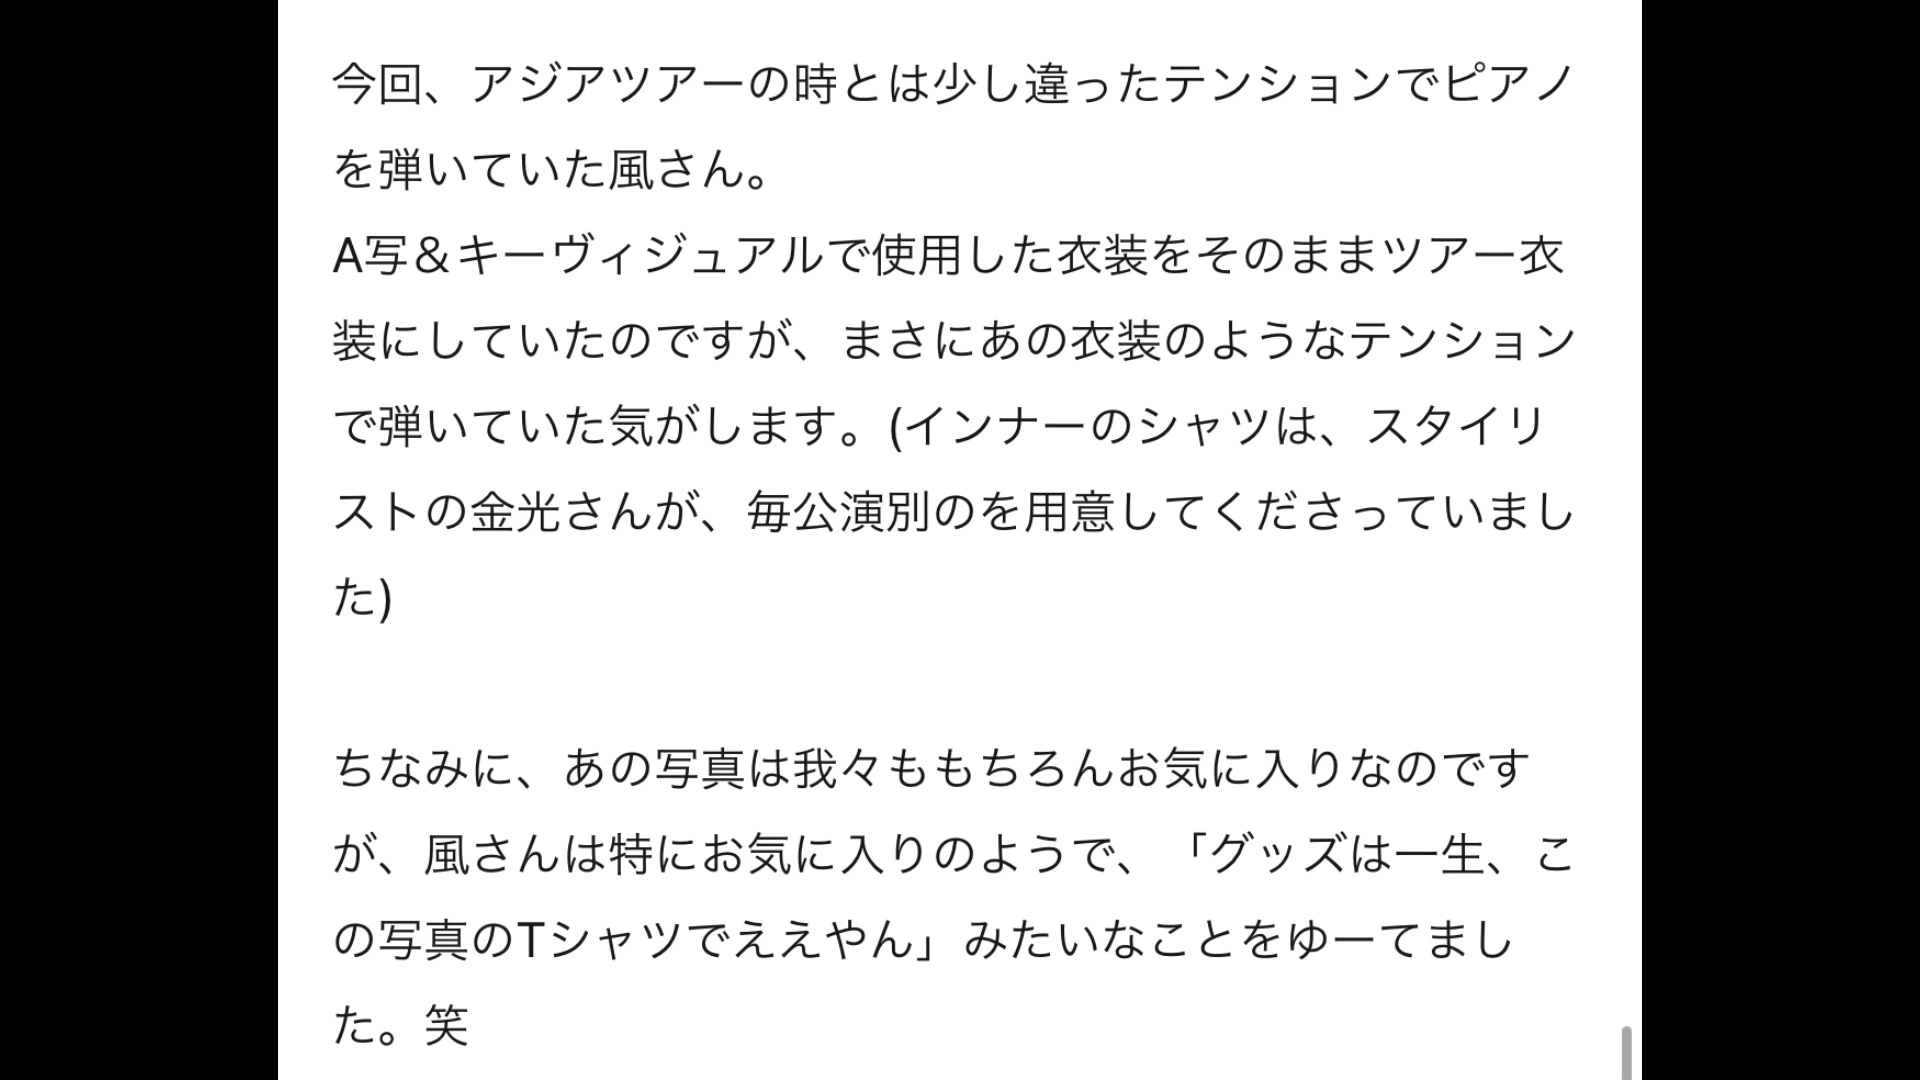 今回、アジアツアーの時とは少し違ったテンションでピアノ
を弾いていた風さん。
A写＆キーヴィジュアルで使用した衣装をそのままツアー衣
装にしていたのですが、まさにあの衣装のようなテンション
で弾いていた気がします。(インナーのシャツは、スタイリ
ストの金光さんが、毎公演別のを用意してくださっていまし
た)
ちなみに、あの写真は我々ももちろんお気に入りなのです
が、風さんは特にお気に入りのようで、「グッズは一生、こ
の写真のTシャツでええやん」みたいなことをゆーてまし
た。笑